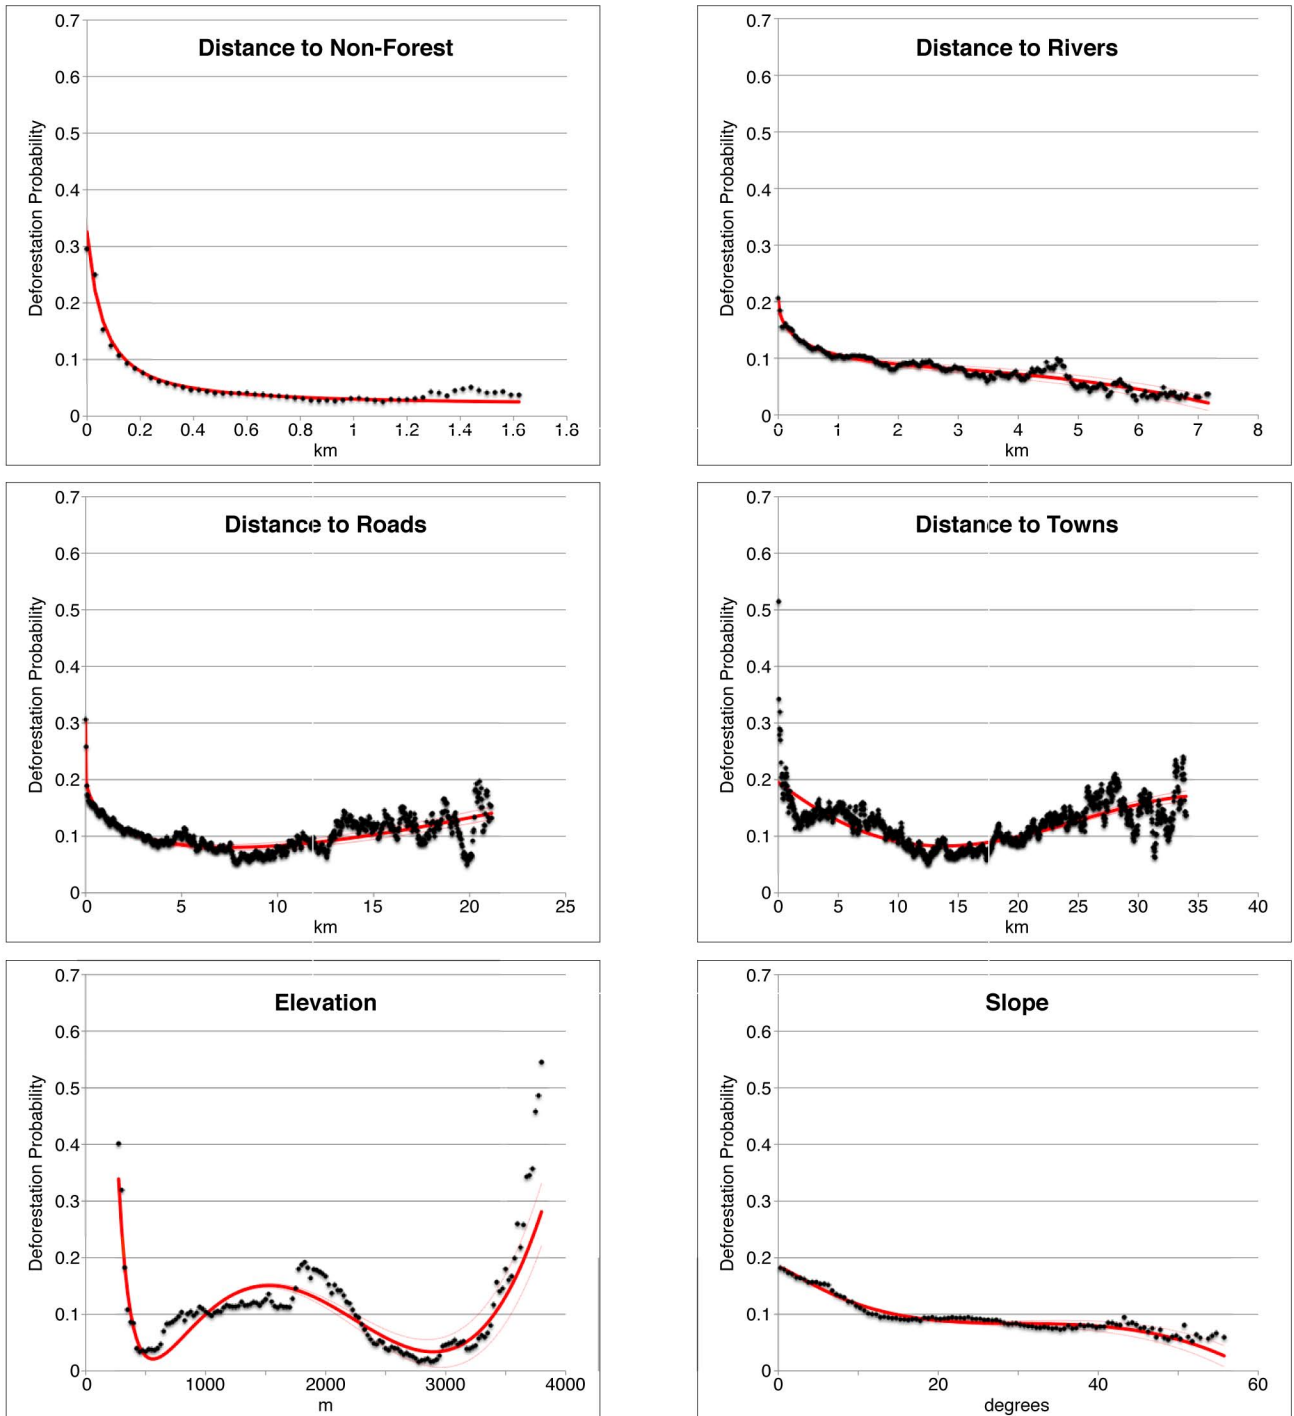 Distance to Non-Forest
Deforestation Probability
0.7
0.6
0.5
0.4
0.3
0.2
0.1
0
0 0.2 0.4 0.6 0.8 1 1.2 1.4 1.6 1.8
km
Distance to Rivers
Deforestation Probability
0.7
0.6
0.5
0.4
0.3
0.2
0.1
0
0 1 2 3 4 5 6 7 8
km
Distance to Roads
Deforestation Probability
0.7
0.6
0.5
0.4
0.3
0.2
0.1
0
0 5 10 15 20 25
km
Distance to Towns
Deforestation Probability
0.7
0.6
0.5
0.4
0.3
0.2
0.1
0
0 5 10 15 20 25 30 35 40
km
Elevation
Deforestation Probability
0.7
0.6
0.5
0.4
0.3
0.2
0.1
0
0 1000 2000 3000 4000
m
Slope
Deforestation Probability
0.7
0.6
0.5
0.4
0.3
0.2
0.1
0
0 20 40 60
degrees